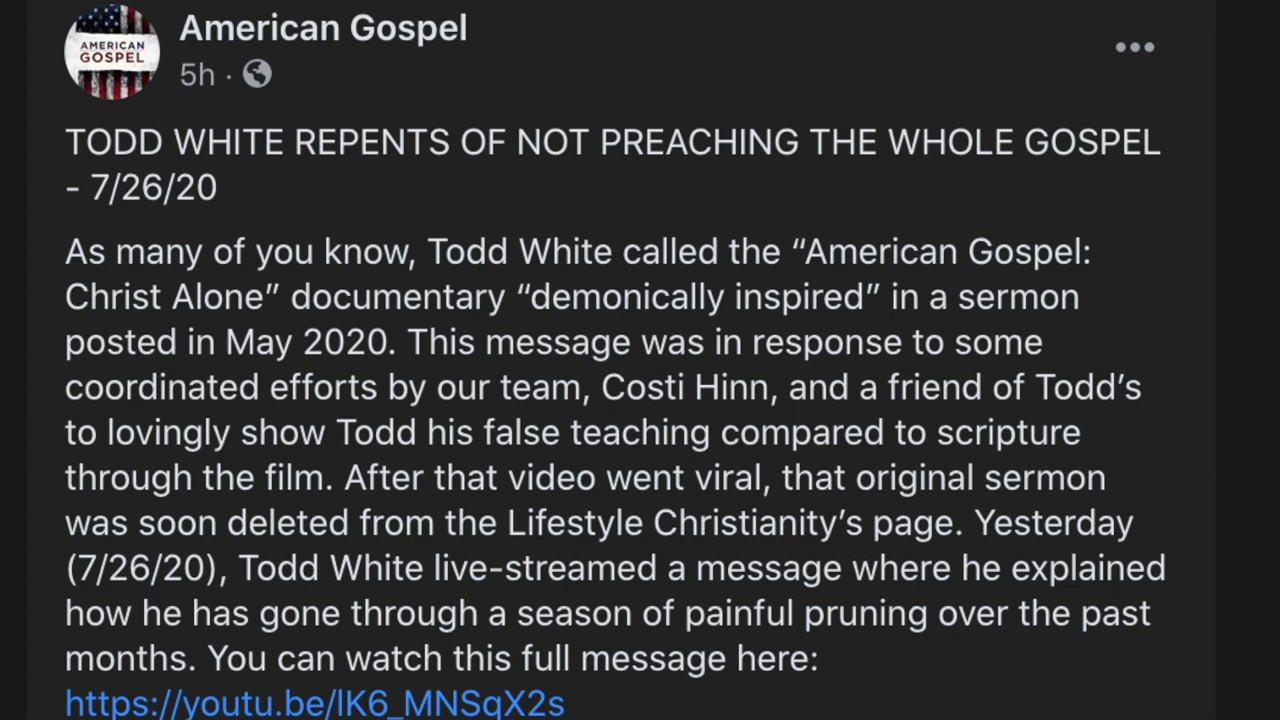 AMERICAN
GOSPEL
American Gospel
5h ·
TODD WHITE REPENTS OF NOT PREACHING THE WHOLE GOSPEL
- 7/26/20
As many of you know, Todd White called the “American Gospel:
Christ Alone” documentary “demonically inspired” in a sermon
posted in May 2020. This message was in response to some
coordinated efforts by our team, Costi Hinn, and a friend of Todd’s
to lovingly show Todd his false teaching compared to scripture
through the film. After that video went viral, that original sermon
was soon deleted from the Lifestyle Christianity’s page. Yesterday
(7/26/20), Todd White live-streamed a message where he explained
how he has gone through a season of painful pruning over the past
months. You can watch this full message here:
https://youtu.be/lK6_MNSqX2s